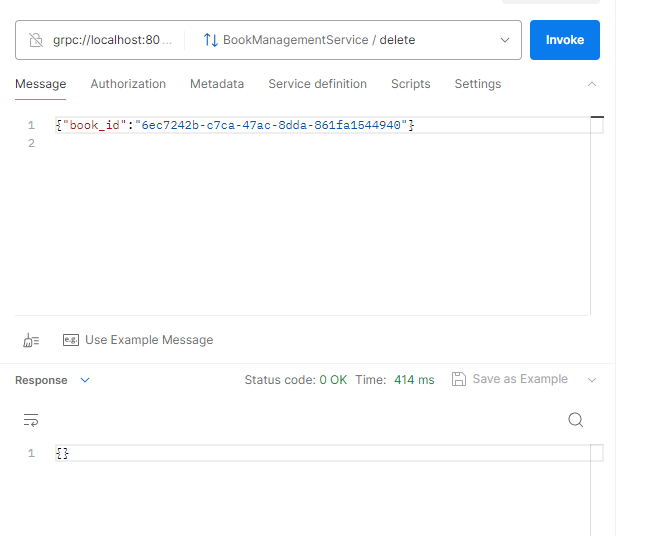 grpc://localhost:80 ... BookManagementService / delete Invoke
Message Authorization Metadata Service definition Scripts Settings
1 {"book_id":"6ec7242b-c7ca-47ac-8dda-861fa1544940"}
2
e.g. Use Example Message
Response Status code: 0 OK Time: 414 ms Save as Example
1 {}